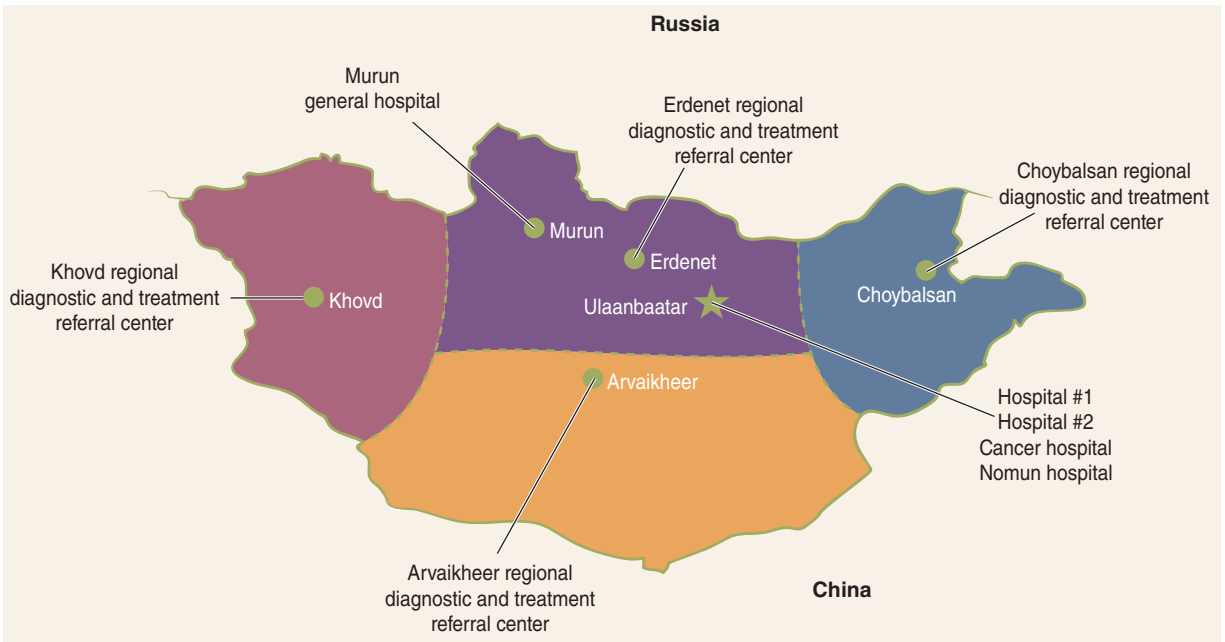 Russia
Murun
general hospital
Erdenet regional
diagnostic and treatment
referral center
Choybalsan regional
diagnostic and treatment
referral center
Murun
Erdenet
Khovd regional
diagnostic and treatment
referral center
Khovd
Ulaanbaatar
Choybalsan
Arvaikheer
Hospital #1
Hospital #2
Cancer hospital
Nomun hospital
Arvaikheer regional
diagnostic and treatment
referral center
China